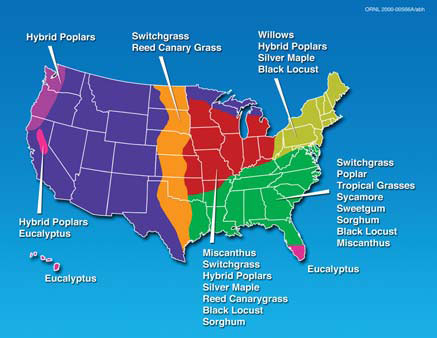 ORNL 2000-00566A/abh
Hybrid Poplars
Switchgrass
Reed Canary Grass
Willows
Hybrid Poplars
Silver Maple
Black Locust
Switchgrass
Poplar
Tropical Grasses
Sycamore
Sweetgum
Sorghum
Black Locust
Miscanthus
Hybrid Poplars
Eucalyptus
Eucalyptus
Miscanthus
Switchgrass
Hybrid Poplars
Silver Maple
Reed Canarygrass
Black Locust
Sorghum
Eucalyptus